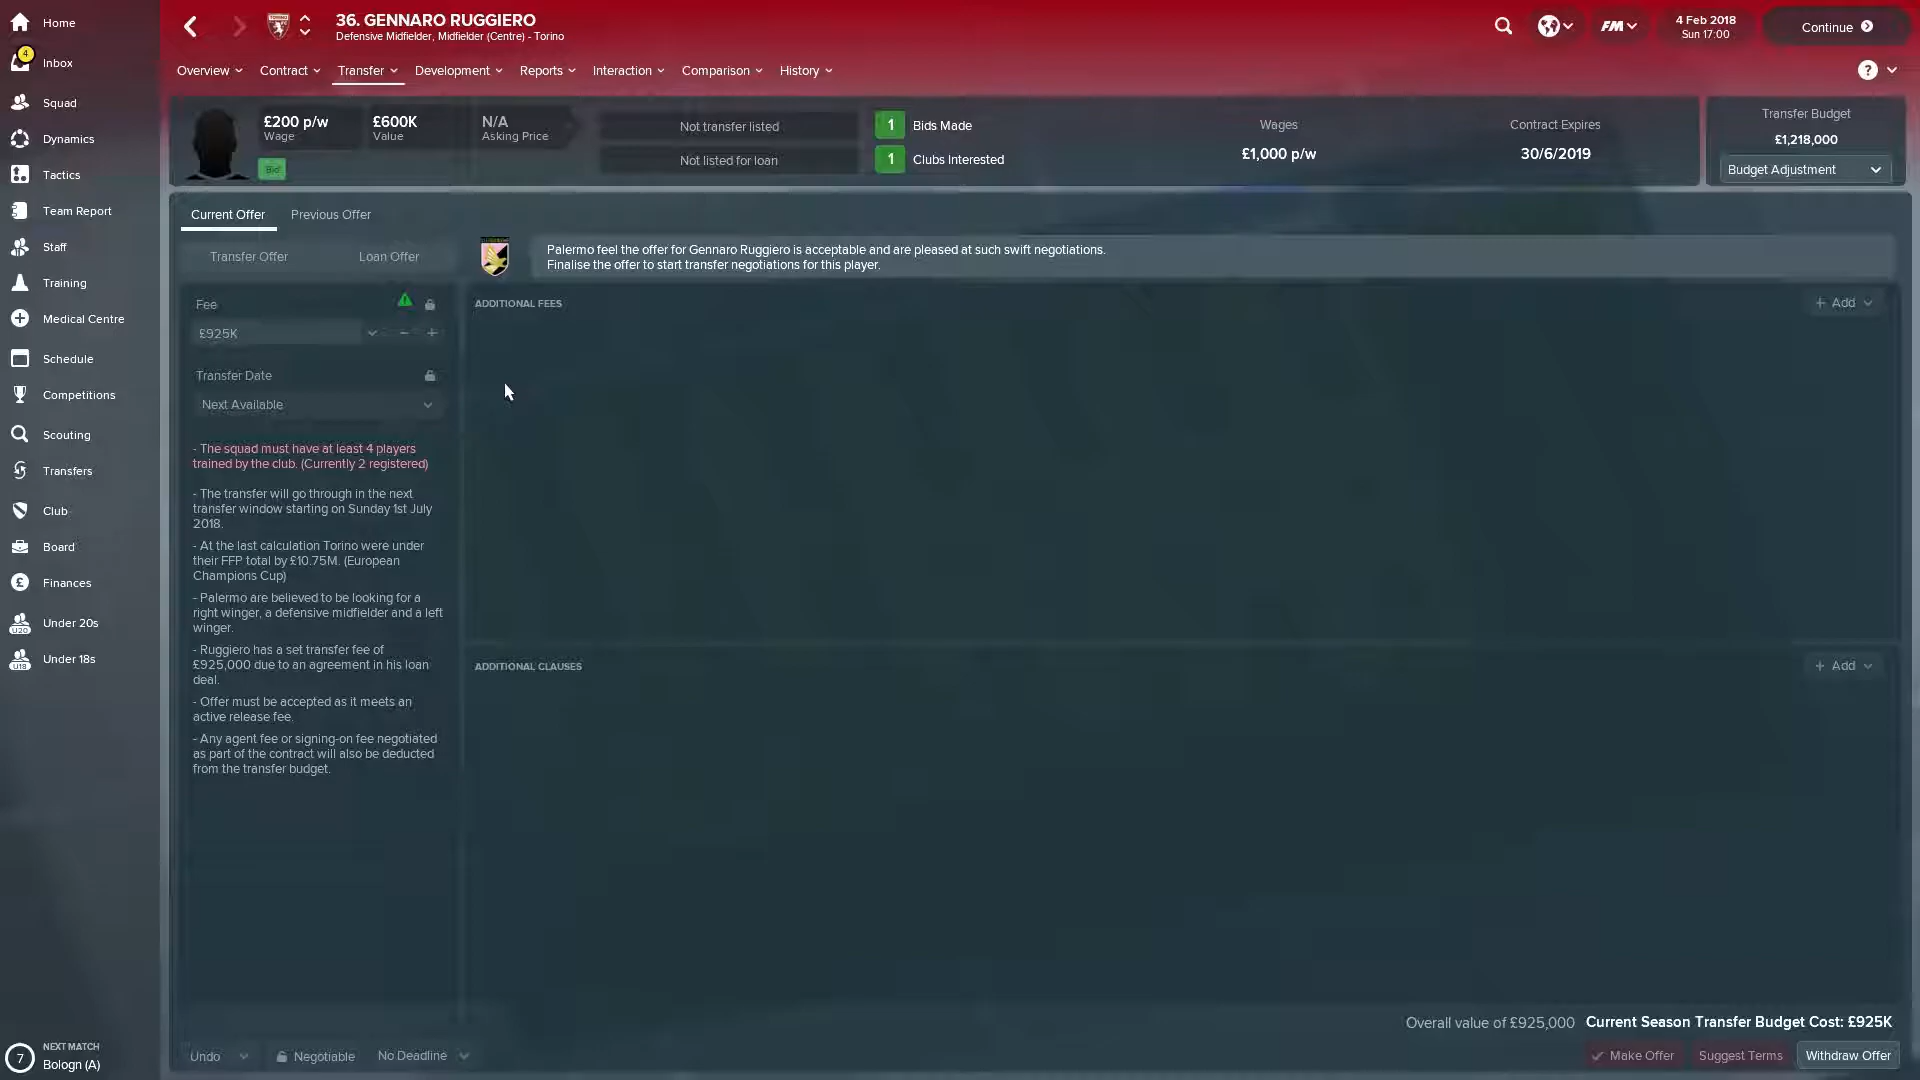 Home
4
Inbox
Squad
Dynamics
Tactics
Team Report
Staff
Training
Medical Centre
Schedule
Competitions
Scouting
Transfers
Club
Board
Finances
U20
Under 20s
U18
Under 18s
7
NEXT MATCH
Bologn (A)
36. GENNARO RUGGIERO
Defensive Midfielder, Midfielder (Centre) - Torino
FM
4 Feb 2018
Sun 17:00
Continue
Overview
Contract
Transfer
Development
Reports
Interaction
Comparison
History
?
£200 p/w
Wage
Bid
£600K
Value
N/A
Asking Price
Not transfer listed
Not listed for loan
1 Bids Made
1 Clubs Interested
Wages
£1,000 p/w
Contract Expires
30/6/2019
Transfer Budget
£1,218,000
Budget Adjustment
Current Offer
Previous Offer
Transfer Offer
Loan Offer
Palermo feel the offer for Gennaro Ruggiero is acceptable and are pleased at such swift negotiations.
Finalise the offer to start transfer negotiations for this player.
Fee
£925K
Transfer Date
Next Available
- The squad must have at least 4 players
trained by the club. (Currently 2 registered)
- The transfer will go through in the next
transfer window starting on Sunday 1st July
2018.
- At the last calculation Torino were under
their FFP total by £10.75M. (European
Champions Cup)
- Palermo are believed to be looking for a
right winger, a defensive midfielder and a left
winger.
- Ruggiero has a set transfer fee of
£925,000 due to an agreement in his loan
deal.
- Offer must be accepted as it meets an
active release fee.
- Any agent fee or signing-on fee negotiated
as part of the contract will also be deducted
from the transfer budget.
ADDITIONAL FEES
+ Add
ADDITIONAL CLAUSES
+ Add
Overall value of £925,000 Current Season Transfer Budget Cost: £925K
Undo
Negotiable
No Deadline
Make Offer
Suggest Terms
Withdraw Offer